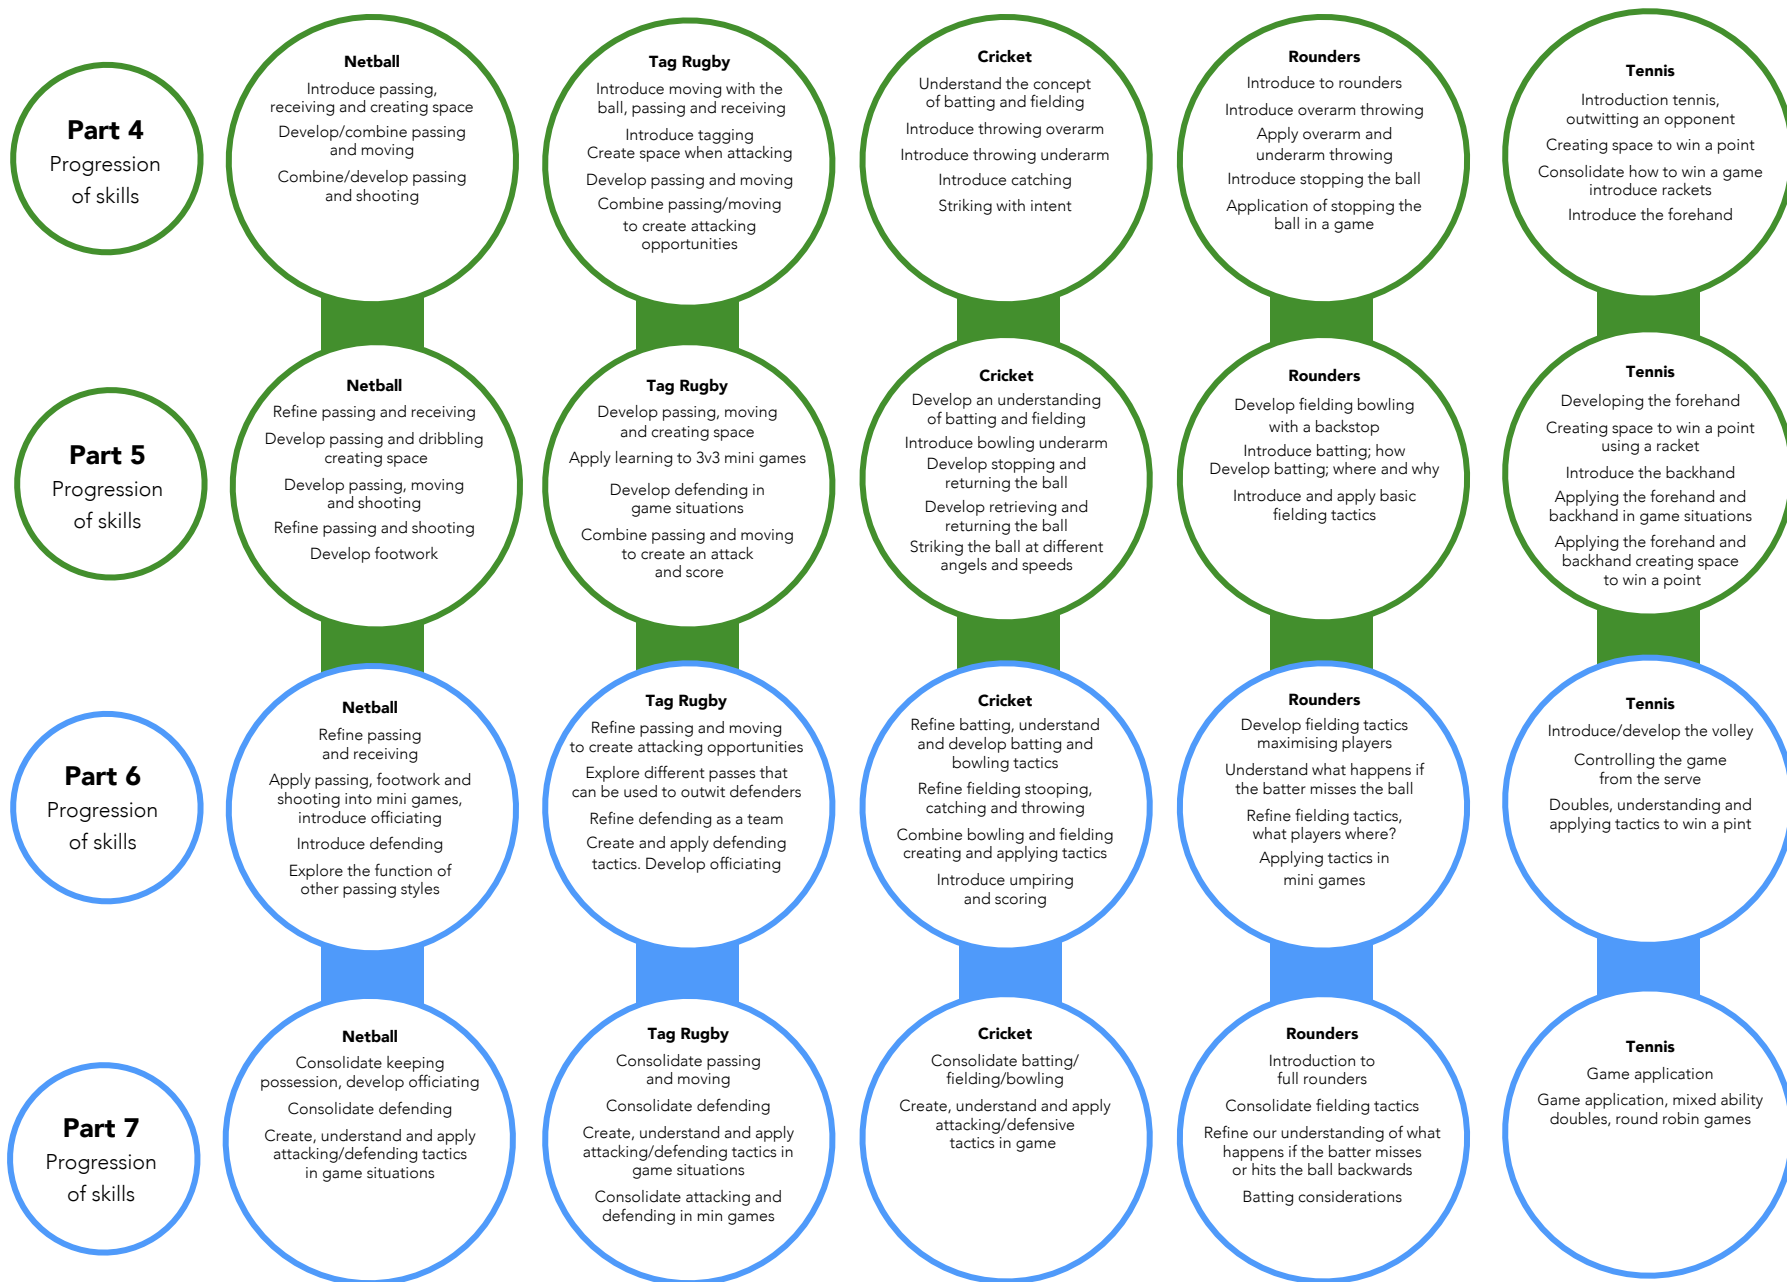 Part 4
Progression
of skills
Netball
Introduce passing,
receiving and creating space
Develop/combine passing
and moving
Combine/develop passing
and shooting
Tag Rugby
Introduce moving with the
ball, passing and receiving
Introduce tagging
Create space when attacking
Develop passing and moving
Combine passing/moving
to create attacking
opportunities
Cricket
Understand the concept
of batting and fielding
Introduce throwing overarm
Introduce throwing underarm
Introduce catching
Striking with intent
Rounders
Introduce to rounders
Introduce overarm throwing
Apply overarm and
underarm throwing
Introduce stopping the ball
Application of stopping the
ball in a game
Tennis
Introduction tennis,
outwitting an opponent
Creating space to win a point
Consolidate how to win a game
introduce rackets
Introduce the forehand
Part 5
Progression
of skills
Netball
Refine passing and receiving
Develop passing and dribbling
creating space
Develop passing, moving
and shooting
Refine passing and shooting
Develop footwork
Tag Rugby
Develop passing, moving
and creating space
Apply learning to 3v3 mini games
Develop defending in
game situations
Combine passing and moving
to create an attack
and score
Cricket
Develop an understanding
of batting and fielding
Introduce bowling underarm
Develop stopping and
returning the ball
Develop retrieving and
returning the ball
Striking the ball at different
angels and speeds
Rounders
Develop fielding bowling
with a backstop
Introduce batting; how
Develop batting; where and why
Introduce and apply basic
fielding tactics
Tennis
Developing the forehand
Creating space to win a point
using a racket
Introduce the backhand
Applying the forehand and
backhand in game situations
Applying the forehand and
backhand creating space
to win a point
Part 6
Progression
of skills
Netball
Refine passing
and receiving
Apply passing, footwork and
shooting into mini games,
introduce officiating
Introduce defending
Explore the function of
other passing styles
Tag Rugby
Refine passing and moving
to create attacking opportunities
Explore different passes that
can be used to outwit defenders
Refine defending as a team
Create and apply defending
tactics. Develop officiating
Cricket
Refine batting, understand
and develop batting and
bowling tactics
Refine fielding stooping,
catching and throwing
Combine bowling and fielding
creating and applying tactics
Introduce umpiring
and scoring
Rounders
Develop fielding tactics
maximising players
Understand what happens if
the batter misses the ball
Refine fielding tactics,
what players where?
Applying tactics in
mini games
Tennis
Introduce/develop the volley
Controlling the game
from the serve
Doubles, understanding and
applying tactics to win a pint
Part 7
Progression
of skills
Netball
Consolidate keeping
possession, develop officiating
Consolidate defending
Create, understand and apply
attacking/defending tactics
in game situations
Tag Rugby
Consolidate passing
and moving
Consolidate defending
Create, understand and apply
attacking/defending tactics in
game situations
Consolidate attacking and
defending in min games
Cricket
Consolidate batting/
fielding/bowling
Create, understand and apply
attacking/defensive
tactics in game
Rounders
Introduction to
full rounders
Consolidate fielding tactics
Refine our understanding of what
happens if the batter misses
or hits the ball backwards
Batting considerations
Tennis
Game application
Game application, mixed ability
doubles, round robin games